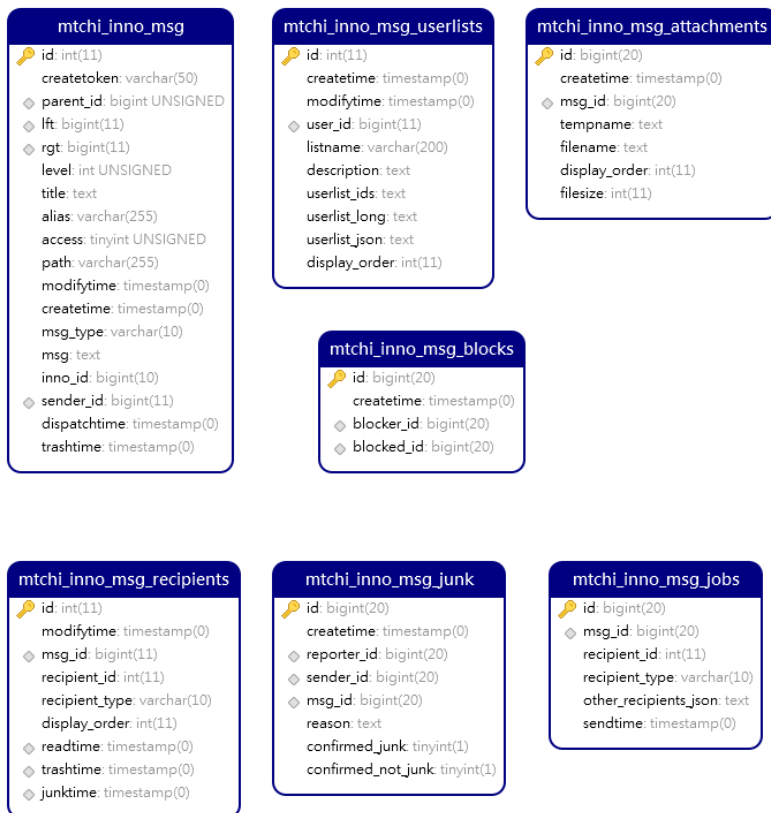 mtchi_inno_msg
id: int(11)
createtoken: varchar(50)
parent_id: bigint UNSIGNED
lft: bigint(11)
rgt: bigint(11)
level: int UNSIGNED
title: text
alias: varchar(255)
access: tinyint UNSIGNED
path: varchar(255)
modifytime: timestamp(0)
createtime: timestamp(0)
msg_type: varchar(10)
msg: text
inno_id: bigint(10)
sender_id: bigint(11)
dispatchtime: timestamp(0)
trashtime: timestamp(0)
mtchi_inno_msg_userlists
id: int(11)
createtime: timestamp(0)
modifytime: timestamp(0)
user_id: bigint(11)
listname: varchar(200)
description: text
userlist_ids: text
userlist_long: text
userlist_json: text
display_order: int(11)
mtchi_inno_msg_attachments
id: bigint(20)
createtime: timestamp(0)
msg_id: bigint(20)
tempname: text
filename: text
display_order: int(11)
filesize: int(11)
mtchi_inno_msg_blocks
id: bigint(20)
createtime: timestamp(0)
blocker_id: bigint(20)
blocked_id: bigint(20)
mtchi_inno_msg_recipients
id: int(11)
modifytime: timestamp(0)
msg_id: bigint(11)
recipient_id: int(11)
recipient_type: varchar(10)
display_order: int(11)
readtime: timestamp(0)
trashtime: timestamp(0)
junktime: timestamp(0)
mtchi_inno_msg_junk
id: bigint(20)
createtime: timestamp(0)
reporter_id: bigint(20)
sender_id: bigint(20)
msg_id: bigint(20)
reason: text
confirmed_junk: tinyint(1)
confirmed_not_junk: tinyint(1)
mtchi_inno_msg_jobs
id: bigint(20)
msg_id: bigint(20)
recipient_id: int(11)
recipient_type: varchar(10)
other_recipients_json: text
sendtime: timestamp(0)